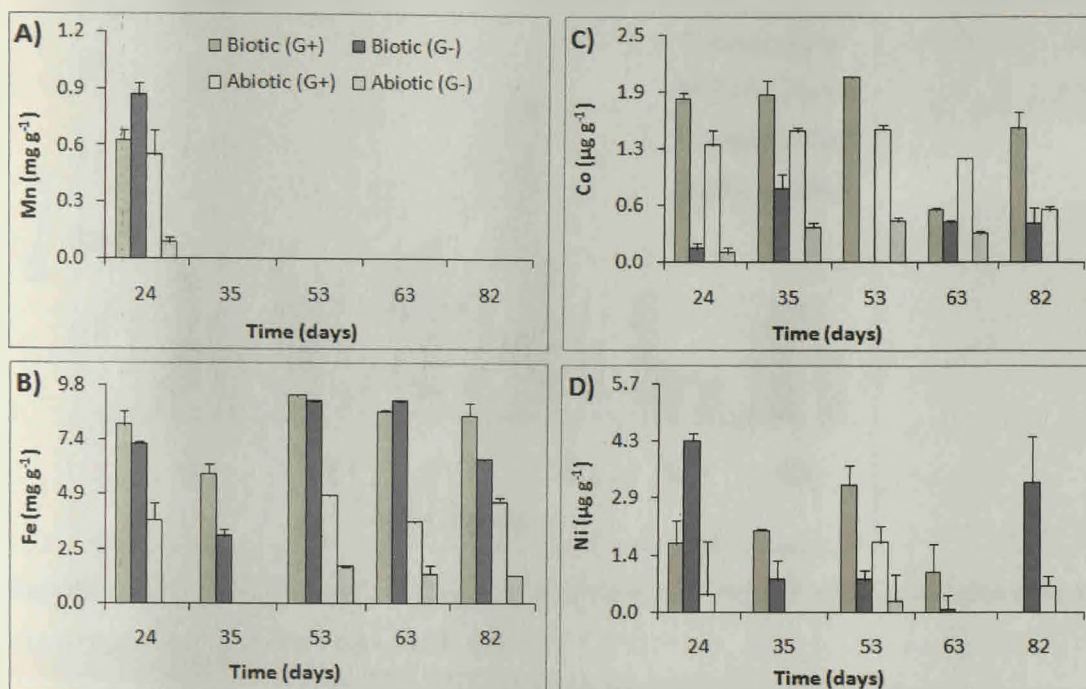 A)
Mn (mg g⁻¹)
1.2
0.9
0.6
0.3
0.0
Biotic (G+) Biotic (G-)
Abiotic (G+) Abiotic (G-)
24 35 53 63 82
Time (days)
C)
Co (µg g⁻¹)
2.5
1.9
1.3
0.6
0.0
24 35 53 63 82
Time (days)
B)
Fe (mg g⁻¹)
9.8
7.4
4.9
2.5
0.0
24 35 53 63 82
Time (days)
D)
Ni (µg g⁻¹)
5.7
4.3
2.9
1.4
0.0
24 35 53 63 82
Time (days)